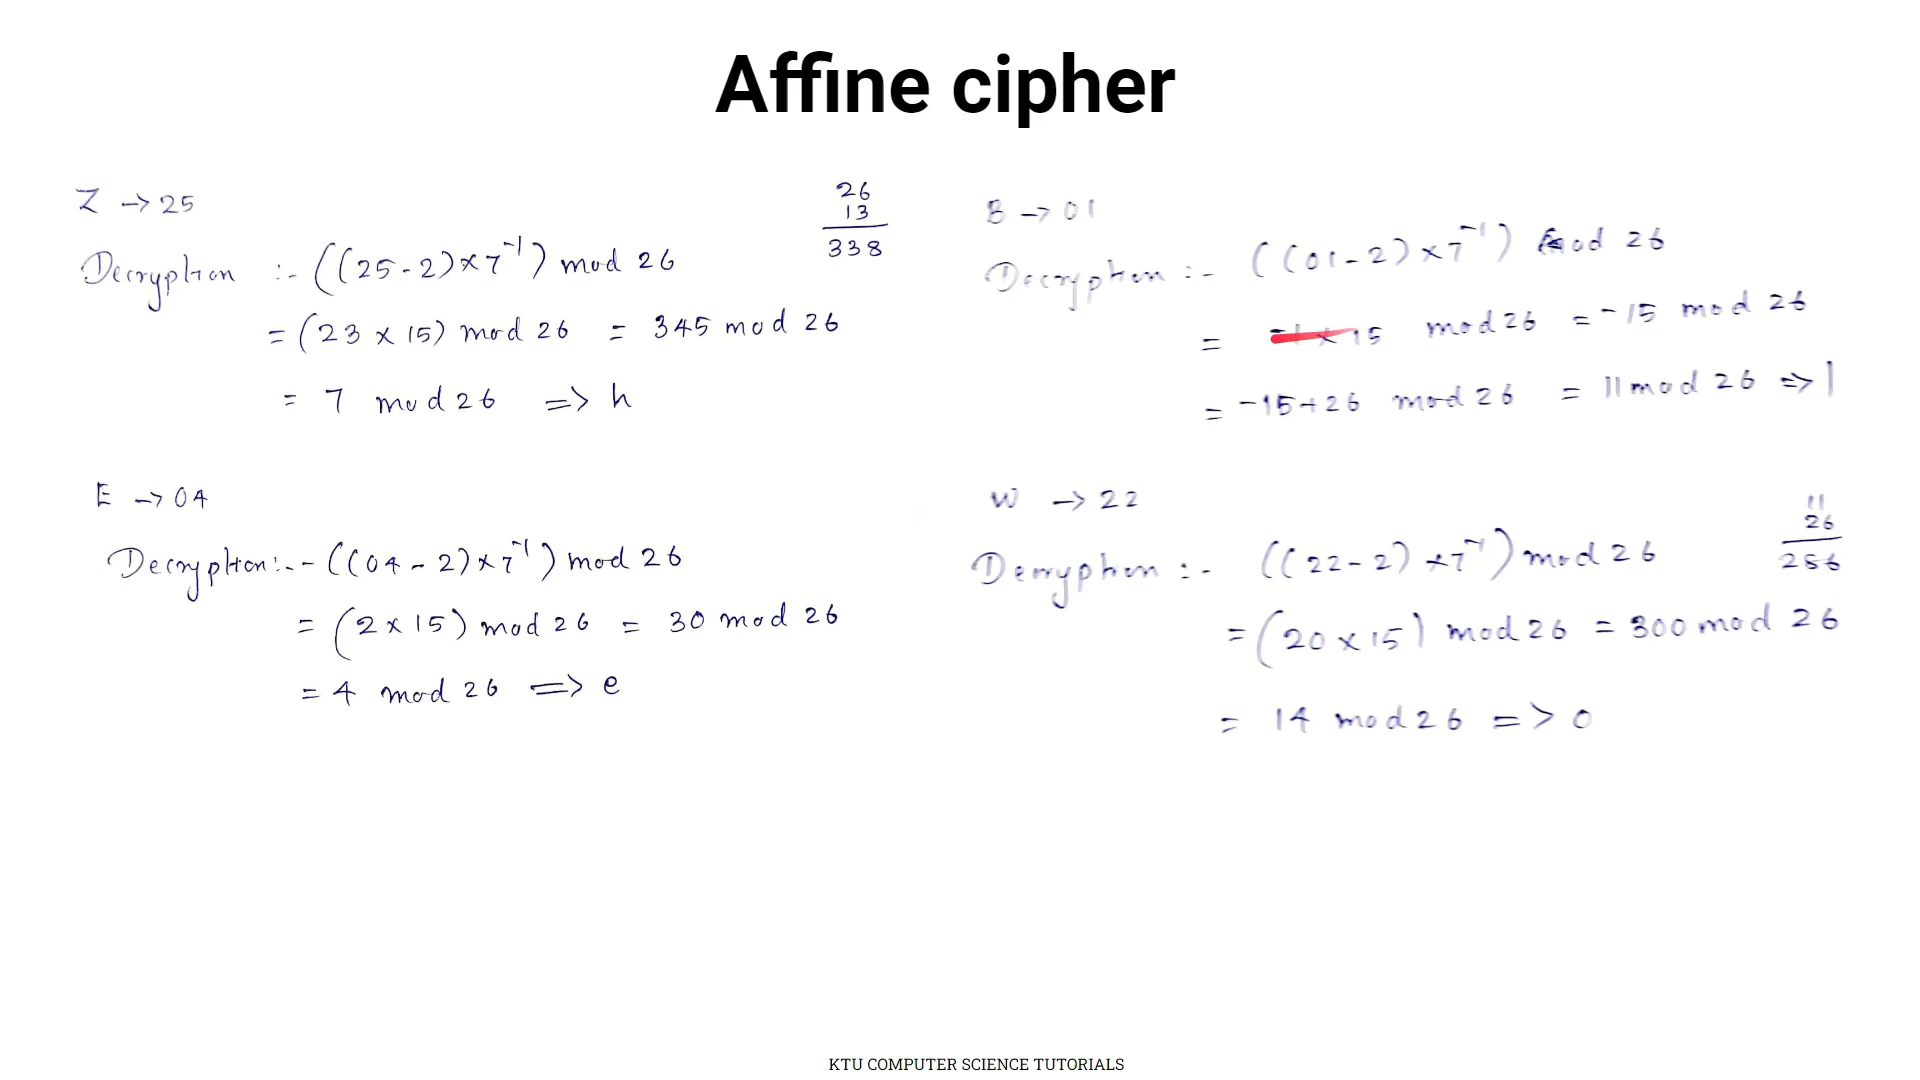 Affine cipher
Z → 25
26
13
338
Decryption :- ((25-2)×7⁻¹) mod 26
= (23 × 15) mod 26 = 345 mod 26
= 7 mod 26 => h
E → 04
Decryption:-- ((04-2)×7⁻¹) mod 26
= (2×15) mod 26 = 30 mod 26
= 4 mod 26 => e
B → 01
Decryption :- ((01-2)×7⁻¹) mod 26
= -1×15 mod 26 = -15 mod 26
= -15+26 mod 26 = 11 mod 26 => l
W → 22
11
26
286
Decryption :- ((22-2)×7⁻¹) mod 26
= (20×15) mod 26 = 300 mod 26
= 14 mod 26 => o
KTU COMPUTER SCIENCE TUTORIALS